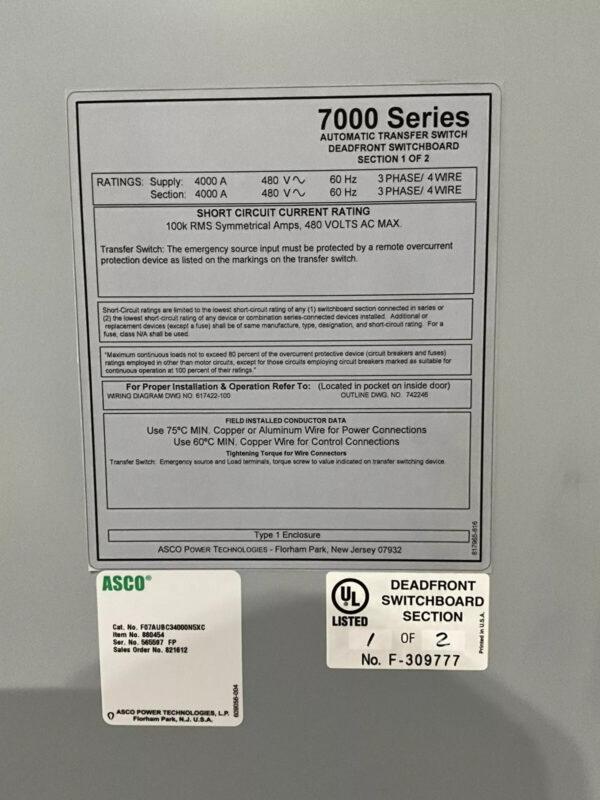 7000 Series
AUTOMATIC TRANSFER SWITCH
DEADFRONT SWITCHBOARD
SECTION 1 OF 2
RATINGS: Supply: 4000 A 480 V 60 Hz 3 PHASE/ 4 WIRE
Section: 4000 A 480 V 60 Hz 3 PHASE/ 4 WIRE
SHORT CIRCUIT CURRENT RATING
100k RMS Symmetrical Amps, 480 VOLTS AC MAX.
Transfer Switch: The emergency source input must be protected by a remote overcurrent
protection device as listed on the markings on the transfer switch.
Short-Circuit ratings are limited to the lowest short-circuit rating of any (1) switchboard section connected in series or
(2) the lowest short-circuit rating of any device or combination series-connected devices installed. Additional or
replacement devices (except a fuse) shall be of same manufacture, type, designation, and short-circuit rating. For a
fuse, class N/A shall be used.
"Maximum continuous loads not to exceed 80 percent of the overcurrent protective device (circuit breakers and fuses)
ratings employed in other than motor circuits, except for those circuits employing circuit breakers marked as suitable for
continuous operation at 100 percent of their ratings."
For Proper Installation & Operation Refer To: (Located in pocket on inside door)
WIRING DIAGRAM DWG NO. 617422-100 OUTLINE DWG. NO. 742246
FIELD INSTALLED CONDUCTOR DATA
Use 75°C MIN. Copper or Aluminum Wire for Power Connections
Use 60°C MIN. Copper Wire for Control Connections
Tightening Torque for Wire Connectors
Transfer Switch: Emergency source and Load terminals, torque screw to value indicated on transfer switching device.
Type 1 Enclosure
ASCO POWER TECHNOLOGIES - Florham Park, New Jersey 07932
817965-616
ASCO®
Cat. No. F07AUBC34000N5XC
Item No. 880454
Ser. No. 565597 FP
Sales Order No. 821612
ASCO POWER TECHNOLOGIES, L.P.
Florham Park, N.J. U.S.A.
609056-004
UL
LISTED
DEADFRONT
SWITCHBOARD
SECTION
1 OF 2
No. F-309777
Printed in U.S.A.